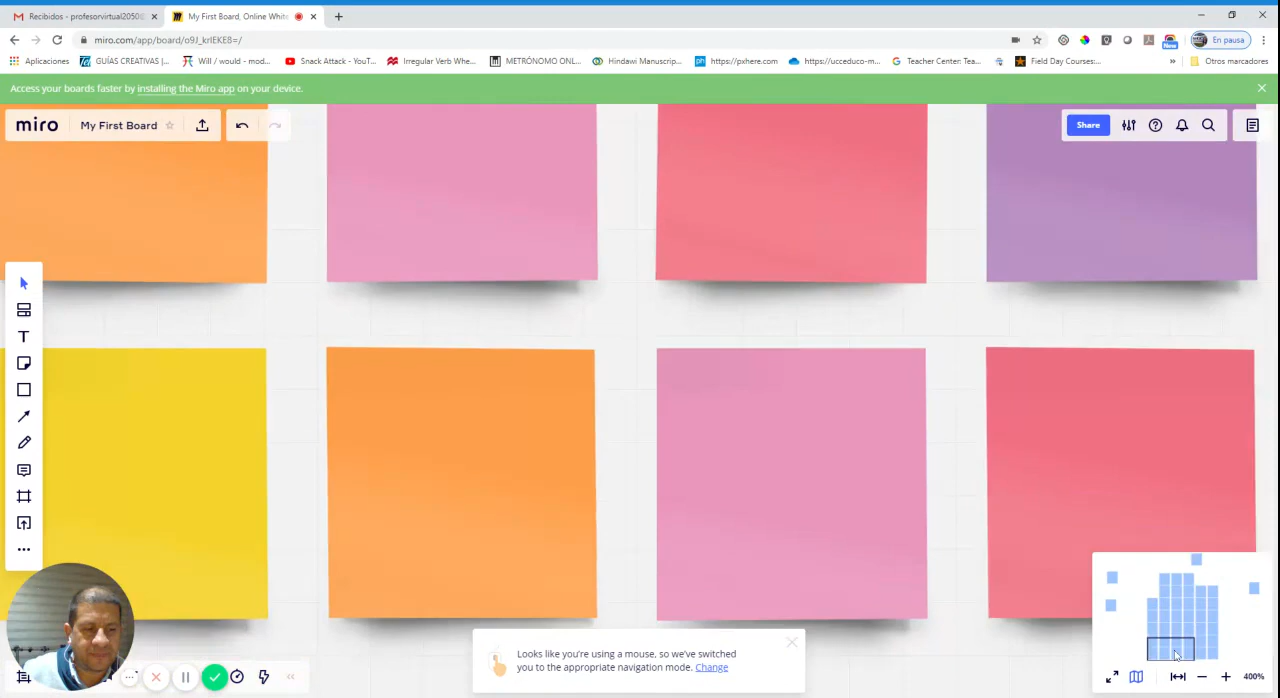 Recibidos - profesorvirtual2050@
My First Board, Online White
miro.com/app/board/o9J_krIEKE8=/
En pausa
Aplicaciones
GUÍAS CREATIVAS |...
Will / would - mod...
Snack Attack - YouT...
Irregular Verb Whe...
METRÓNOMO ONL...
Hindawi Manuscrip...
https://pxhere.com
https://ucceduco-m...
Teacher Center: Tea...
Field Day Courses:...
»
Otros marcadores
Access your boards faster by installing the Miro app on your device.
miro
My First Board
Share
T
Looks like you're using a mouse, so we've switched
you to the appropriate navigation mode. Change
400%